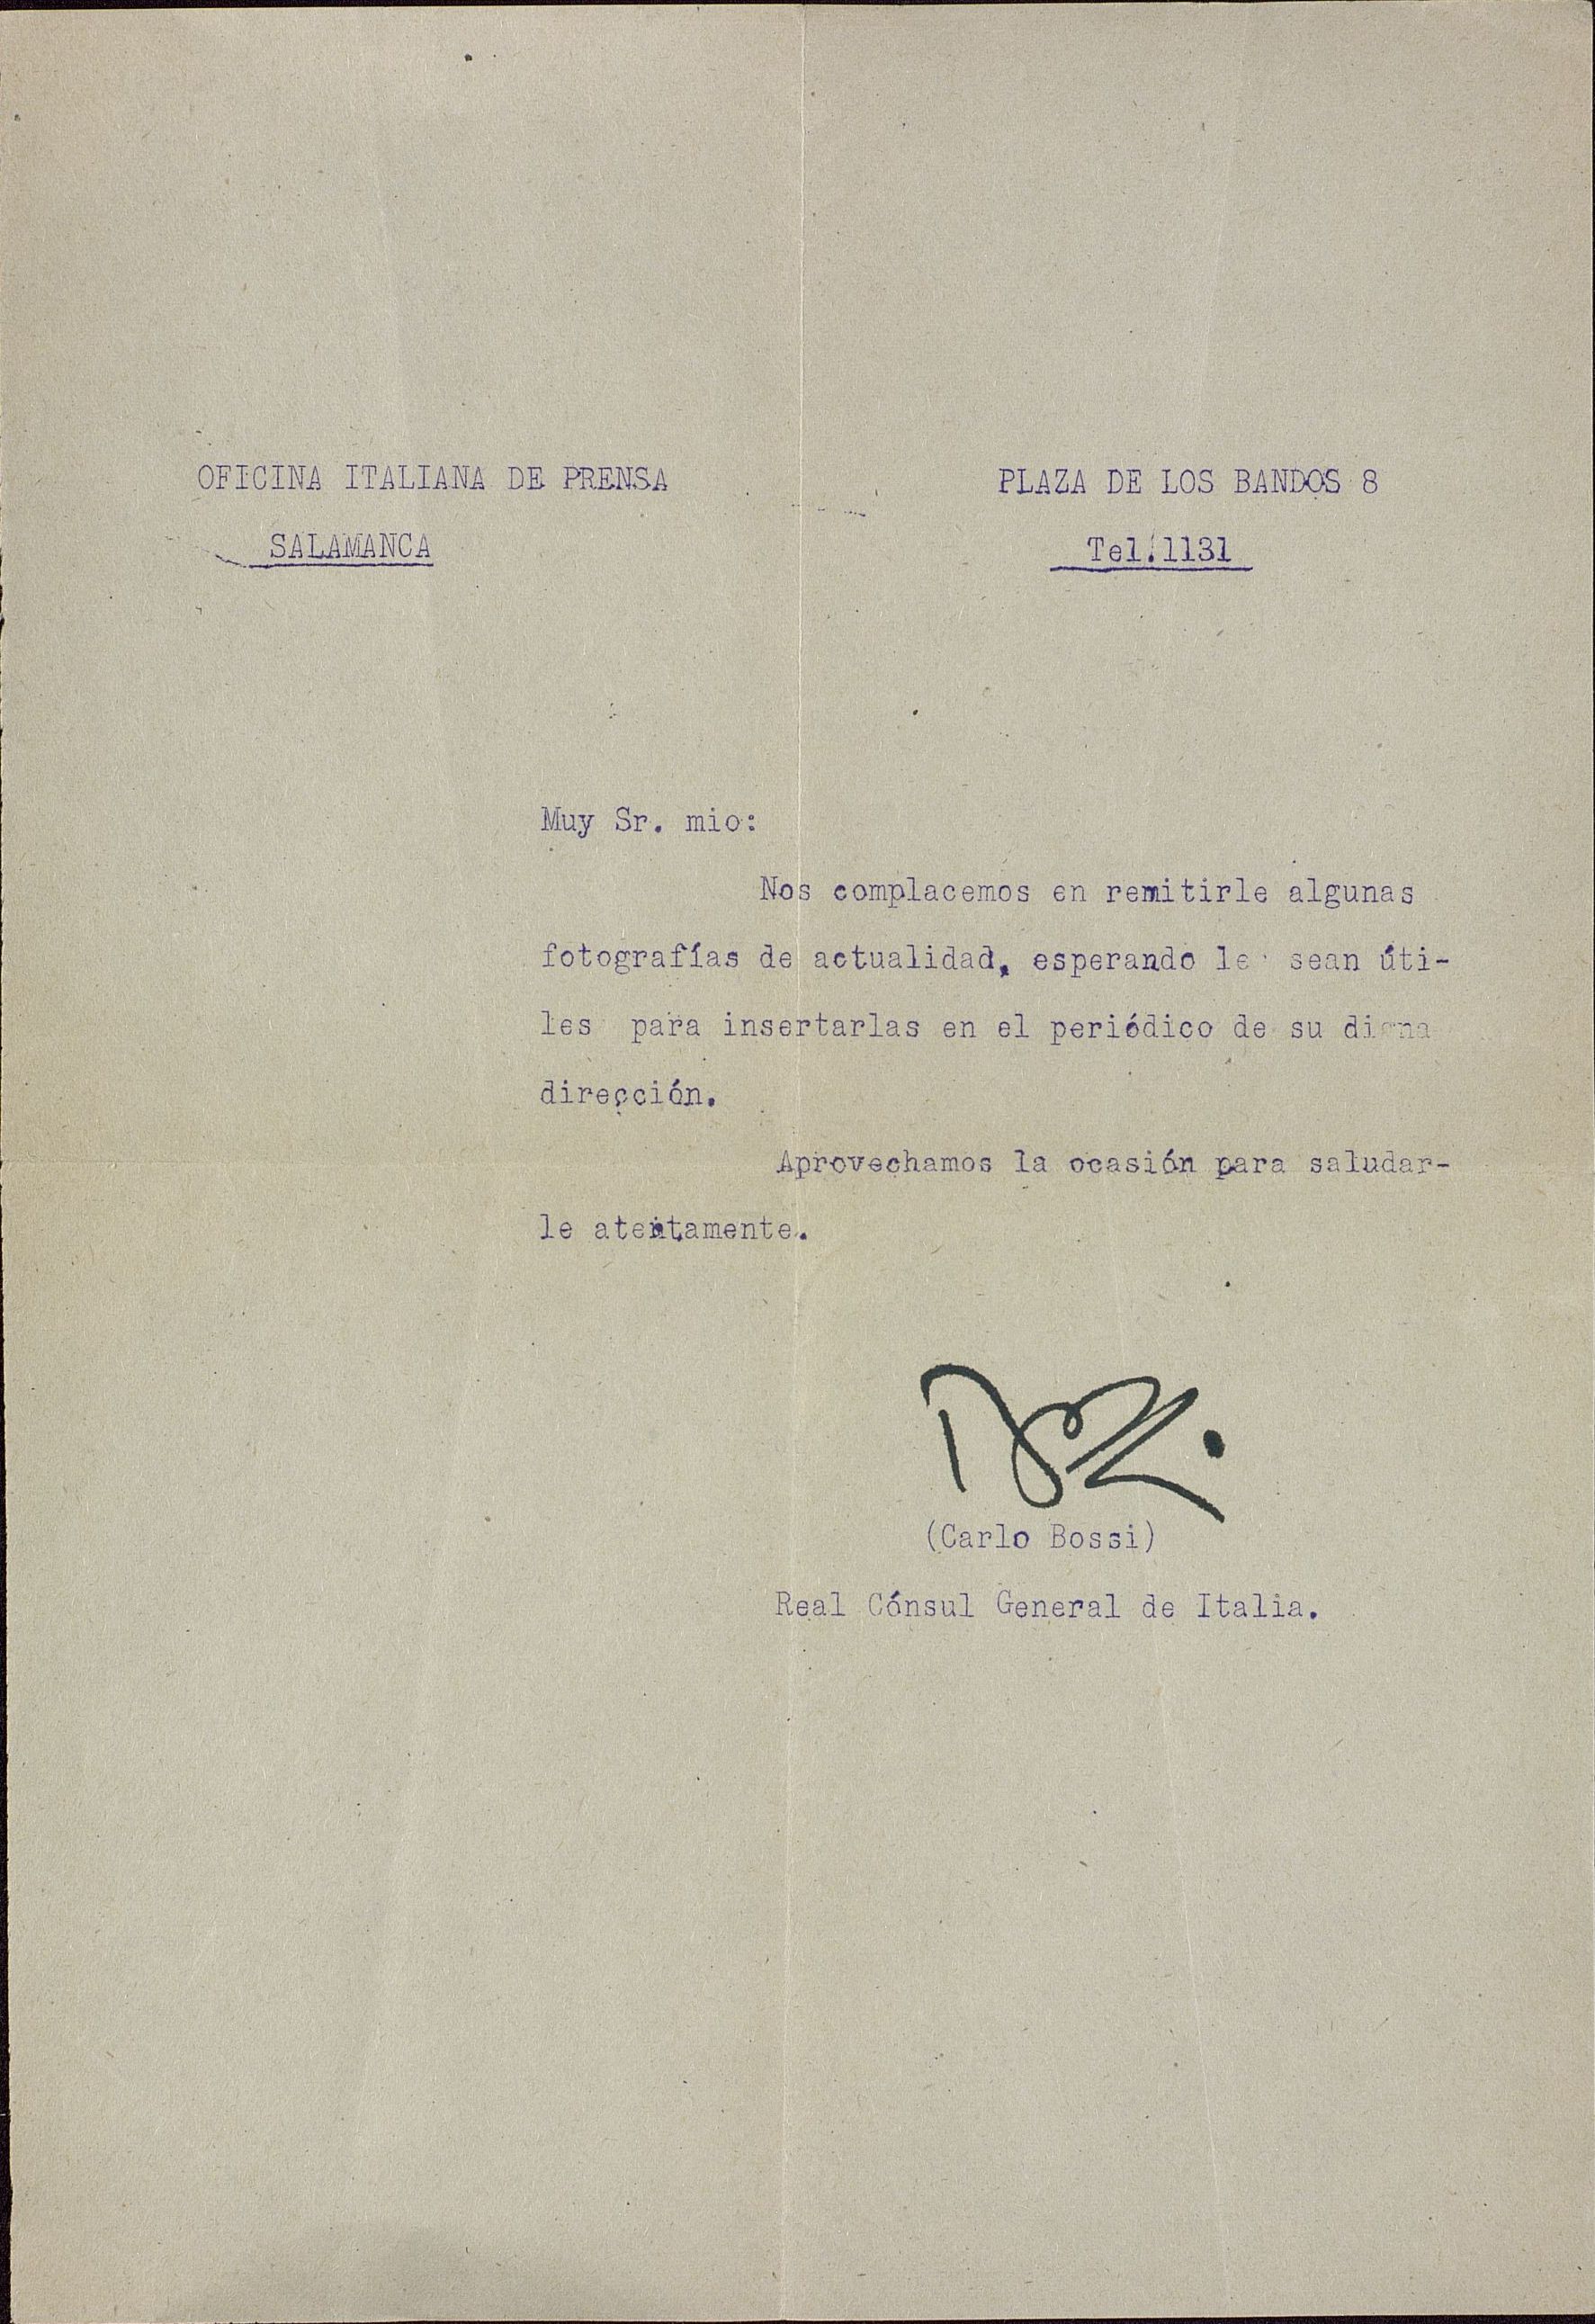 OFICINA ITALIANA DE PRENSA
SALAMANCA
PLAZA DE LOS BANDOS 8
Tel.1131
Muy Sr. mio:
Nos complacemos en remitirle algunas
fotografías de actualidad, esperando le sean úti-
les para insertarlas en el periódico de su digna
dirección.
Aprovechamos la ocasión para saludar-
le atentamente.
(Carlo Bossi)
Real Cónsul General de Italia.